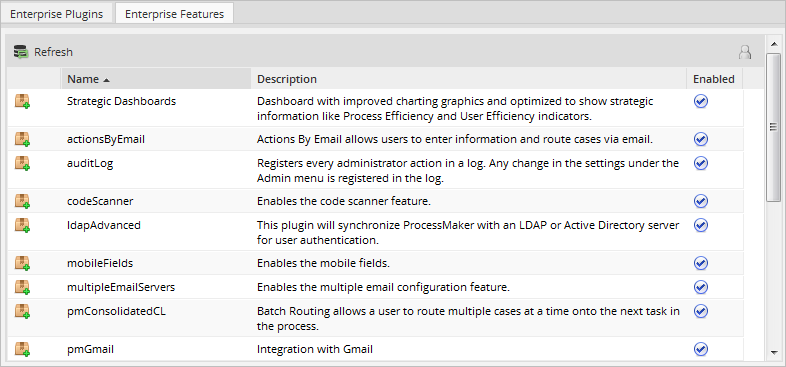 Enterprise Plugins Enterprise Features
Refresh
Name Description Enabled
Strategic Dashboards Dashboard with improved charting graphics and optimized to show strategic
information like Process Efficiency and User Efficiency indicators.
actionsByEmail Actions By Email allows users to enter information and route cases via email.
auditLog Registers every administrator action in a log. Any change in the settings under the
Admin menu is registered in the log.
codeScanner Enables the code scanner feature.
ldapAdvanced This plugin will synchronize ProcessMaker with an LDAP or Active Directory server
for user authentication.
mobileFields Enables the mobile fields.
multipleEmailServers Enables the multiple email configuration feature.
pmConsolidatedCL Batch Routing allows a user to route multiple cases at a time onto the next task in
the process.
pmGmail Integration with Gmail